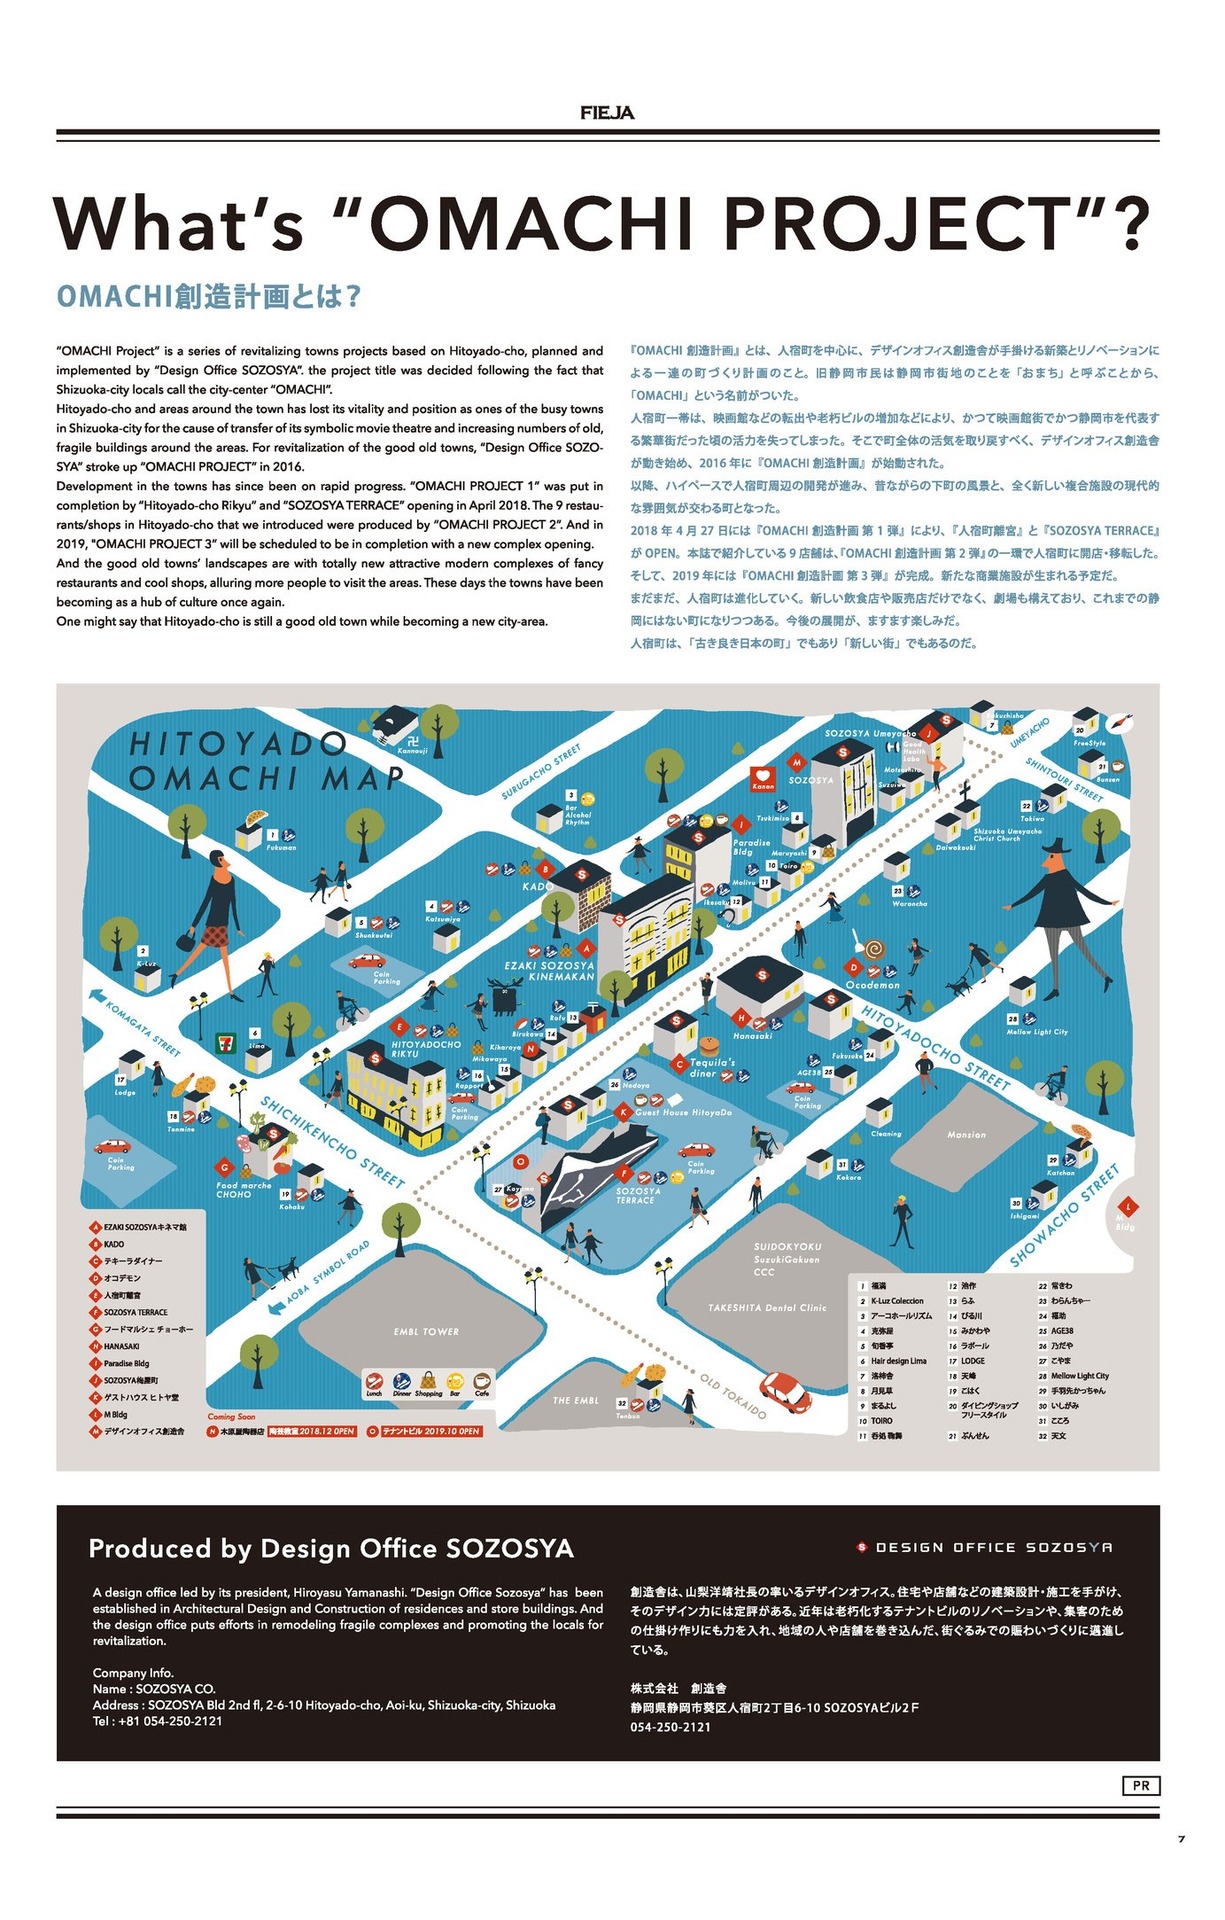 FIEJA
What's “OMACHI PROJECT”?
OMACHI創造計画とは？
“OMACHI Project” is a series of revitalizing towns projects based on Hitoyado-cho, planned and
implemented by “Design Office SOZOSYA”. the project title was decided following the fact that
Shizuoka-city locals call the city-center “OMACHI”.
Hitoyado-cho and areas around the town has lost its vitality and position as ones of the busy towns
in Shizuoka-city for the cause of transfer of its symbolic movie theatre and increasing numbers of old,
fragile buildings around the areas. For revitalization of the good old towns, “Design Office SOZO-
SYA” stroke up “OMACHI PROJECT” in 2016.
Development in the towns has since been on rapid progress. “OMACHI PROJECT 1” was put in
completion by “Hitoyado-cho Rikyu” and “SOZOSYA TERRACE” opening in April 2018. The 9 restau-
rants/shops in Hitoyado-cho that we introduced were produced by “OMACHI PROJECT 2”. And in
2019, "OMACHI PROJECT 3” will be scheduled to be in completion with a new complex opening.
And the good old towns’ landscapes are with totally new attractive modern complexes of fancy
restaurants and cool shops, alluring more people to visit the areas. These days the towns have been
becoming as a hub of culture once again.
One might say that Hitoyado-cho is still a good old town while becoming a new city-area.
『OMACHI 創造計画』とは、人宿町を中心に、デザインオフィス創造舎が手掛ける新築とリノベーションに
よる一連の町づくり計画のこと。旧静岡市民は静岡市街地のことを「おまち」と呼ぶことから、
「OMACHI」という名前がついた。
人宿町一帯は、映画館などの転出や老朽ビルの増加などにより、かつて映画館街でかつ静岡市を代表す
る繁華街だった頃の活力を失ってしまった。そこで町全体の活気を取り戻すべく、デザインオフィス創造舎
が動き始め、2016 年に『OMACHI 創造計画』が始動された。
以降、ハイペースで人宿町周辺の開発が進み、昔ながらの下町の風景と、全く新しい複合施設の現代的
な雰囲気が交わる町となった。
2018 年 4 月 27 日には『OMACHI 創造計画 第 1 弾』により、『人宿町離宮』と『SOZOSYA TERRACE』
が OPEN。本誌で紹介している 9 店舗は、『OMACHI 創造計画 第 2 弾』の一環で人宿町に開店・移転した。
そして、2019 年には『OMACHI 創造計画 第 3 弾』が完成。新たな商業施設が生まれる予定だ。
まだまだ、人宿町は進化していく。新しい飲食店や販売店だけでなく、劇場も構えており、これまでの静
岡にはない町になりつつある。今後の展開が、ますます楽しみだ。
人宿町は、「古き良き日本の町」でもあり「新しい街」でもあるのだ。
HITOYADO
OMACHI MAP
Kannouji
SURUGACHO STREET
SOZOSYA Umeyacho
J
7
UMEYACHO
20
FreeStyle
SHINTOURI STREET
21
Bunsen
Good
Health
Labo
Kanon
M
SOZOSYA
1
Fukuman
3
Bar
Alcohol
Rhythm
Tsukimiso 8
I
Paradise
Bldg
Maruyoshi 9
10 Toiro
11
12
22
Tokiwa
Shizuoka Umeyacho
Christ Church
Daiwakouki
23
Warancha
B
KADO
4
Katsumiya
5
Shunkoutei
Coin
Parking
2
K-Luz
A
EZAKI SOZOSYA
KINEMAKAN
D
Ocodemon
KOMAGATA STREET
6
Lima
E
HITOYADOCHO
RIKYU
Rafu 13
14
Kiharaya N
Mikawaya 15
16
Rapport
Coin
Parking
H
Hanasaki
HITOYADOCHO STREET
28
Mellow Light City
Fukusuke 24
AGE38 25
Coin
Parking
C Tequila's
diner
26 Nodaya
K Guest House HitoyaDo
17
Lodge
18
Tenmine
SHICHIKENCHO STREET
Coin
Parking
G
Food marche
CHOHO
19
Kohaku
O
27 Koyama
F
SOZOSYA
TERRACE
Coin
Parking
Cleaning
Mansion
31
Kokoro
29
Katchan
30
Ishigami
SHOWACHO STREET
L
M
Bldg
AOBA SYMBOL ROAD
EMBL TOWER
SUIDOKYOKU
SuzukiGakuen
CCC
TAKESHITA Dental Clinic
OLD TOKAIDO
THE EMBL
32
Tenbun
A EZAKI SOZOSYAキネマ館
B KADO
C テキーラダイナー
D オコデモン
E 人宿町離宮
F SOZOSYA TERRACE
G フードマルシェ チョーホー
H HANASAKI
I Paradise Bldg
J SOZOSYA梅屋町
K ゲストハウス ヒトヤ堂
L M Bldg
M デザインオフィス創造舎
Lunch Dinner Shopping Bar Cafe
Coming Soon
N 木原屋陶器店 陶芸教室2018.12 OPEN O テナントビル 2019.10 OPEN
1 福満
2 K-Luz Coleccion
3 アーコホールリズム
4 克弥屋
5 旬香亭
6 Hair design Lima
7 洛柿舎
8 月見草
9 まるよし
10 TOIRO
11 呑処 鞠舞
12 池作
13 らふ
14 びる川
15 みかわや
16 ラポール
17 LODGE
18 天峰
19 こはく
20 ダイビングショップ
フリースタイル
21 ぶんせん
22 常きわ
23 わらんちゃー
24 福助
25 AGE38
26 乃だや
27 こやま
28 Mellow Light City
29 手羽先かっちゃん
30 いしがみ
31 こころ
32 天文
Produced by Design Office SOZOSYA
DESIGN OFFICE SOZOSYA
A design office led by its president, Hiroyasu Yamanashi. “Design Office Sozosya” has been
established in Architectural Design and Construction of residences and store buildings. And
the design office puts efforts in remodeling fragile complexes and promoting the locals for
revitalization.
Company Info.
Name : SOZOSYA CO.
Address : SOZOSYA Bld 2nd fl, 2-6-10 Hitoyado-cho, Aoi-ku, Shizuoka-city, Shizuoka
Tel : +81 054-250-2121
創造舎は、山梨洋靖社長の率いるデザインオフィス。住宅や店舗などの建築設計・施工を手がけ、
そのデザイン力には定評がある。近年は老朽化するテナントビルのリノベーションや、集客のため
の仕掛け作りにも力を入れ、地域の人や店舗を巻き込んだ、街ぐるみでの賑わいづくりに邁進し
ている。
株式会社 創造舎
静岡県静岡市葵区人宿町2丁目6-10 SOZOSYAビル2Ｆ
054-250-2121
PR
7